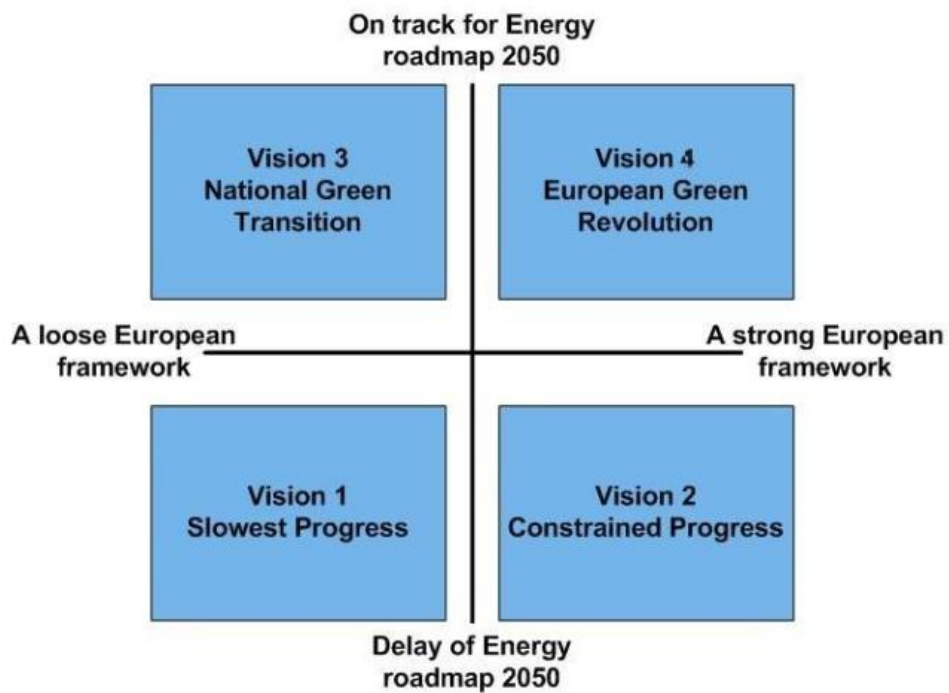 On track for Energy
roadmap 2050
Vision 3
National Green
Transition
Vision 4
European Green
Revolution
A loose European
framework
A strong European
framework
Vision 1
Slowest Progress
Vision 2
Constrained Progress
Delay of Energy
roadmap 2050